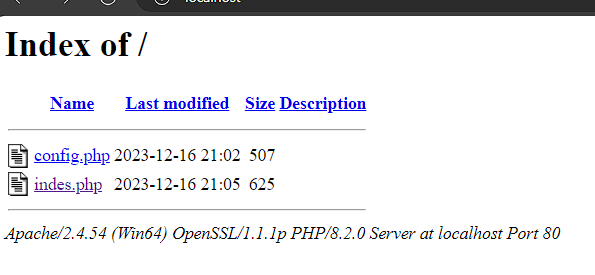 localhost
Index of /
Name Last modified Size Description
config.php 2023-12-16 21:02 507
indes.php 2023-12-16 21:05 625
Apache/2.4.54 (Win64) OpenSSL/1.1.1p PHP/8.2.0 Server at localhost Port 80